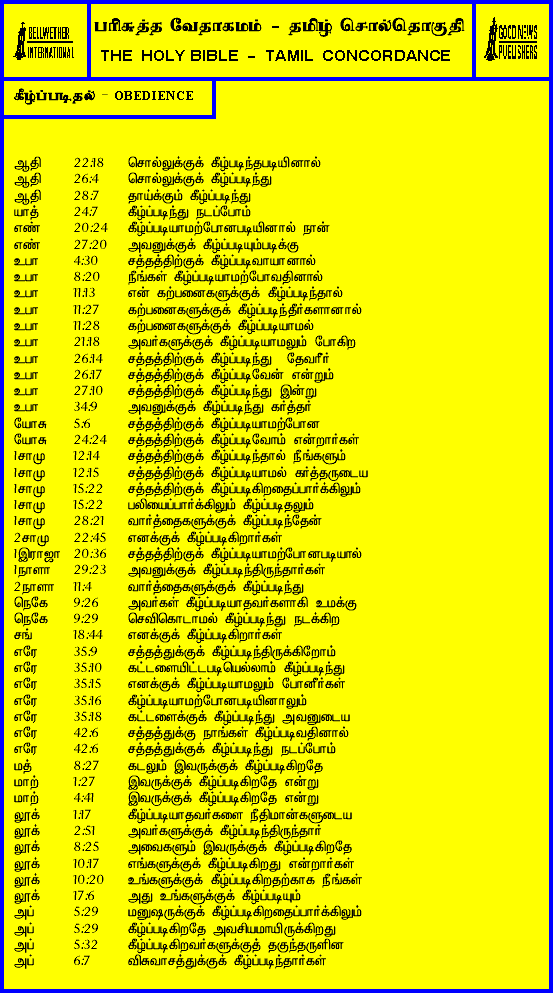 BELLWETHER
INTERNATIONAL
பரிசுத்த வேதாகமம் - தமிழ் சொல்தொகுதி
THE HOLY BIBLE - TAMIL CONCORDANCE
GOOD NEWS
PUBLISHERS
கீழ்ப்படிதல் - OBEDIENCE
ஆதி 22:18 சொல்லுக்குக் கீழ்படிந்தபடியினால்
ஆதி 26:4 சொல்லுக்குக் கீழ்ப்படிந்து
ஆதி 28:7 தாய்க்கும் கீழ்ப்படிந்து
யாத் 24:7 கீழ்ப்படிந்து நடப்போம்
எண் 20:24 கீழ்ப்படியாமற்போனபடியினால் நான்
எண் 27:20 அவனுக்குக் கீழ்ப்படியும்படிக்கு
உபா 4:30 சத்தத்திற்குக் கீழ்ப்படிவாயானால்
உபா 8:20 நீங்கள் கீழ்ப்படியாமற்போவதினால்
உபா 11:13 என் கற்பனைகளுக்குக் கீழ்ப்படிந்தால்
உபா 11:27 கற்பனைகளுக்குக் கீழ்ப்படிந்தீர்களானால்
உபா 11:28 கற்பனைகளுக்குக் கீழ்ப்படியாமல்
உபா 21:18 அவர்களுக்குக் கீழ்ப்படியாமலும் போகிற
உபா 26:14 சத்தத்திற்குக் கீழ்ப்படிந்து தேவரீர்
உபா 26:17 சத்தத்திற்குக் கீழ்ப்படிவேன் என்றும்
உபா 27:10 சத்தத்திற்குக் கீழ்ப்படிந்து இன்று
உபா 34:9 அவனுக்குக் கீழ்ப்படிந்து கர்த்தர்
யோசு 5:6 சத்தத்திற்குக் கீழ்ப்படியாமற்போன
யோசு 24:24 சத்தத்திற்குக் கீழ்ப்படிவோம் என்றார்கள்
1சாமு 12:14 சத்தத்திற்குக் கீழ்ப்படிந்தால் நீங்களும்
1சாமு 12:15 சத்தத்திற்குக் கீழ்ப்படியாமல் கர்த்தருடைய
1சாமு 15:22 சத்தத்திற்குக் கீழ்ப்படிகிறதைப்பார்க்கிலும்
1சாமு 15:22 பலியைப்பார்க்கிலும் கீழ்ப்படிதலும்
1சாமு 28:21 வார்த்தைகளுக்குக் கீழ்ப்படிந்தேன்
2சாமு 22:45 எனக்குக் கீழ்ப்படிகிறார்கள்
1இராஜா 20:36 சத்தத்திற்குக் கீழ்ப்படியாமற்போனபடியால்
1நாளா 29:23 அவனுக்குக் கீழ்ப்படிந்திருந்தார்கள்
2நாளா 11:4 வார்த்தைகளுக்குக் கீழ்ப்படிந்து
நெகே 9:26 அவர்கள் கீழ்ப்படியாதவர்களாகி உமக்கு
நெகே 9:29 செவிகொடாமல் கீழ்ப்படிந்து நடக்கிற
சங் 18:44 எனக்குக் கீழ்ப்படிகிறார்கள்
எரே 35:9 சத்தத்துக்குக் கீழ்ப்படிந்திருக்கிறோம்
எரே 35:10 கட்டளையிட்டபடியெல்லாம் கீழ்ப்படிந்து
எரே 35:15 எனக்குக் கீழ்ப்படியாமலும் போனீர்கள்
எரே 35:16 கீழ்ப்படியாமற்போனபடியினாலும்
எரே 35:18 கட்டளைக்குக் கீழ்ப்படிந்து அவனுடைய
எரே 42:6 சத்தத்துக்கு நாங்கள் கீழ்ப்படிவதினால்
எரே 42:6 சத்தத்துக்குக் கீழ்ப்படிந்து நடப்போம்
மத் 8:27 கடலும் இவருக்குக் கீழ்ப்படிகிறதே
மாற் 1:27 இவருக்குக் கீழ்ப்படிகிறதே என்று
மாற் 4:41 இவருக்குக் கீழ்ப்படிகிறதே என்று
லூக் 1:17 கீழ்ப்படியாதவர்களை நீதிமான்களுடைய
லூக் 2:51 அவர்களுக்குக் கீழ்ப்படிந்திருந்தார்
லூக் 8:25 அவைகளும் இவருக்குக் கீழ்ப்படிகிறதே
லூக் 10:17 எங்களுக்குக் கீழ்ப்படிகிறது என்றார்கள்
லூக் 10:20 உங்களுக்குக் கீழ்ப்படிகிறதற்காக நீங்கள்
லூக் 17:6 அது உங்களுக்குக் கீழ்ப்படியும்
அப் 5:29 மனுஷருக்குக் கீழ்ப்படிகிறதைப்பார்க்கிலும்
அப் 5:29 கீழ்ப்படிகிறதே அவசியமாயிருக்கிறது
அப் 5:32 கீழ்ப்படிகிறவர்களுக்குத் தகுந்தருளின
அப் 6:7 விசுவாசத்துக்குக் கீழ்ப்படிந்தார்கள்